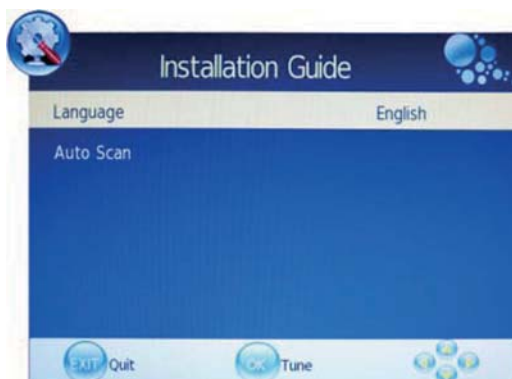 Installation Guide
Language English
Auto Scan
EXIT Quit OK Tune